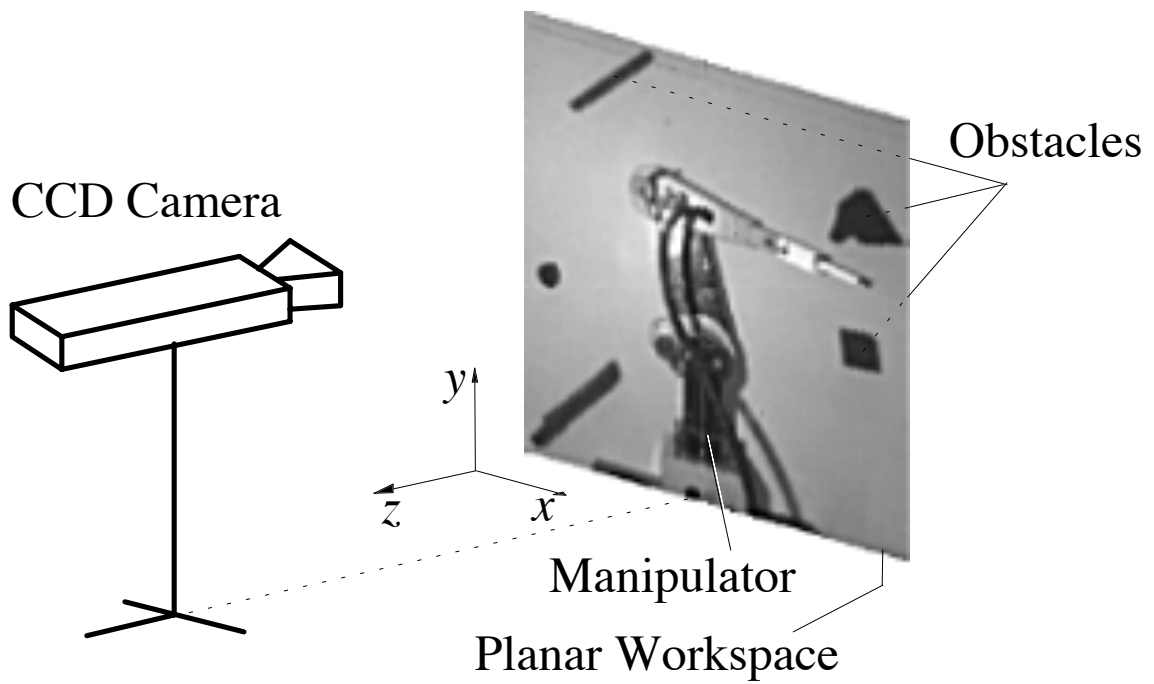 Obstacles
CCD Camera
y
z
x
Manipulator
Planar Workspace